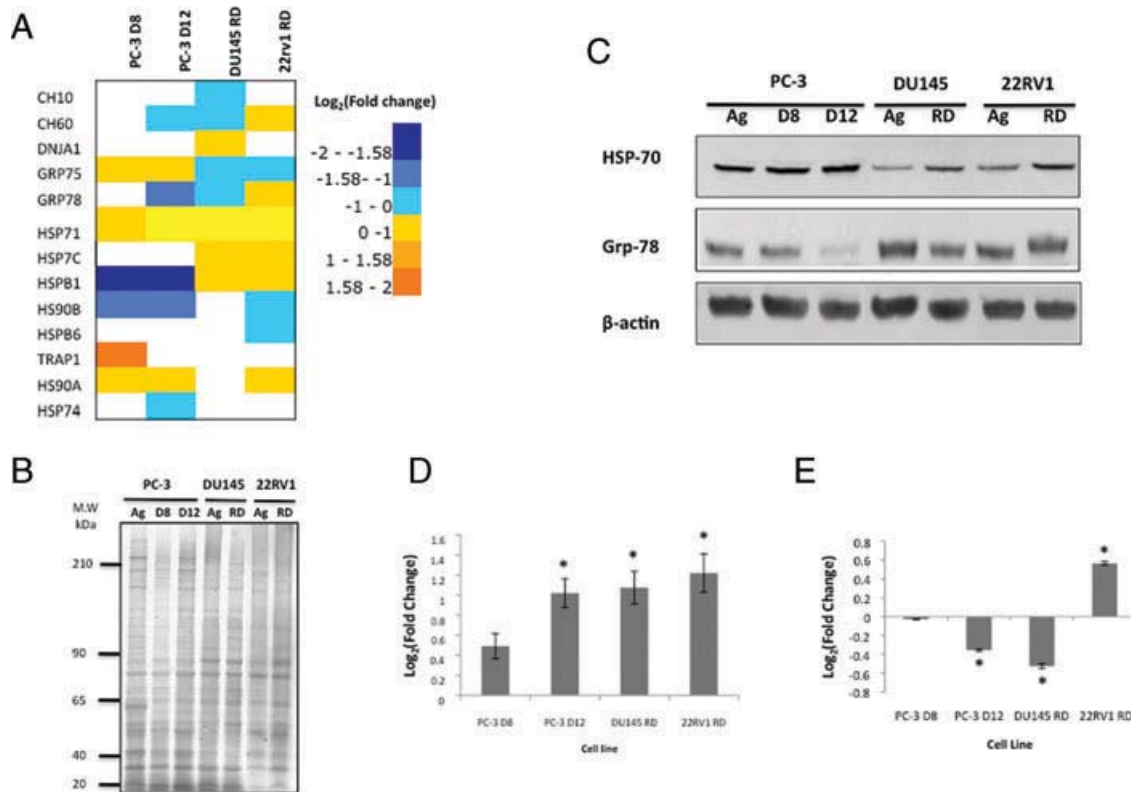 A
PC-3 D8
PC-3 D12
DU145 RD
22rv1 RD
CH10
CH60
DNJA1
GRP75
GRP78
HSP71
HSP7C
HSPB1
HS90B
HSPB6
TRAP1
HS90A
HSP74
Log2(Fold change)
-2 - -1.58
-1.58- -1
-1 - 0
0 -1
1 - 1.58
1.58 - 2
C
PC-3 DU145 22RV1
Ag D8 D12 Ag RD Ag RD
HSP-70
Grp-78
β-actin
B
PC-3 DU145 22RV1
M.W
kDa
Ag D8 D12 Ag RD Ag RD
210
90
65
40
20
D
Log2(Fold Change)
1.6
1.4
1.2
1
0.8
0.6
0.4
0.2
0
* * *
PC-3 D8 PC-3 D12 DU145 RD 22RV1 RD
Cell line
E
Log2(Fold Change)
0.8
0.6
0.4
0.2
0
-0.2
-0.4
-0.6
-0.8
*
* *
PC-3 D8 PC-3 D12 DU145 RD 22RV1 RD
Cell Line